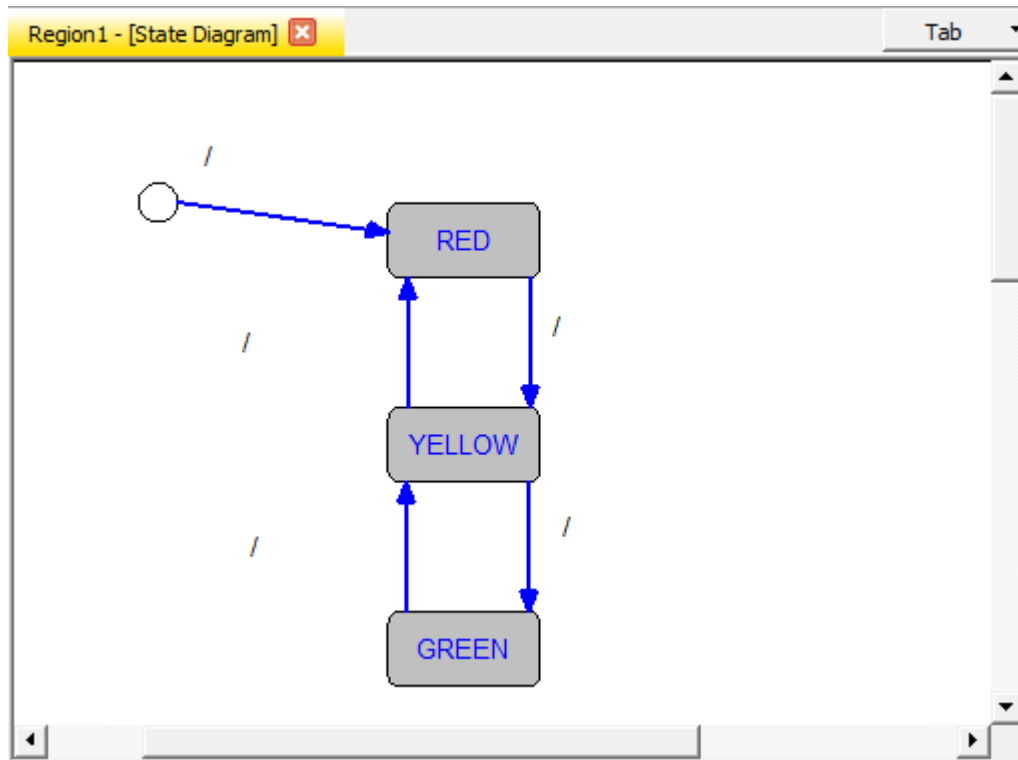 Region1 - [State Diagram]
Tab
/
RED
/
/
YELLOW
/
/
GREEN